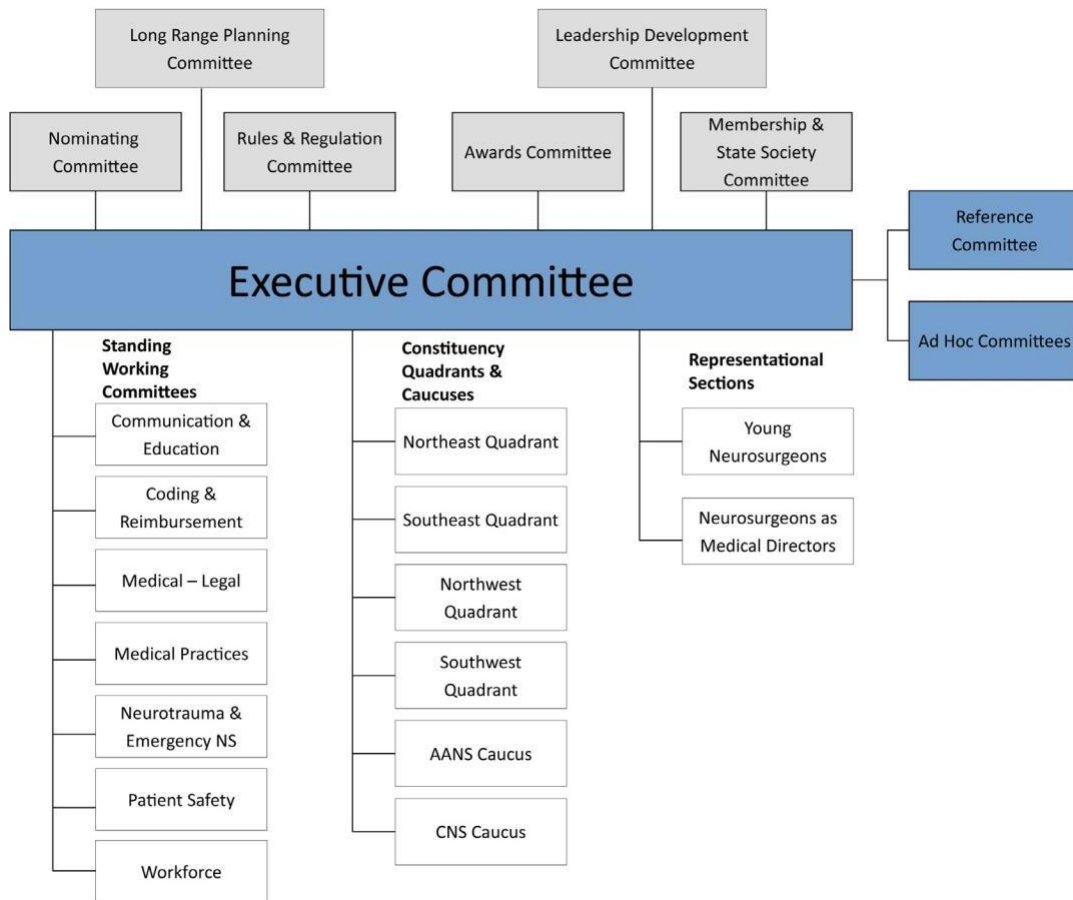 Long Range Planning
Committee
Leadership Development
Committee
Nominating
Committee
Rules & Regulation
Committee
Awards Committee
Membership &
State Society
Committee
Reference
Committee
Executive Committee
Ad Hoc Committees
Standing
Working
Committees
Communication &
Education
Coding &
Reimbursement
Medical – Legal
Medical Practices
Neurotrauma &
Emergency NS
Patient Safety
Workforce
Constituency
Quadrants &
Caucuses
Northeast Quadrant
Southeast Quadrant
Northwest
Quadrant
Southwest
Quadrant
AANS Caucus
CNS Caucus
Representational
Sections
Young
Neurosurgeons
Neurosurgeons as
Medical Directors